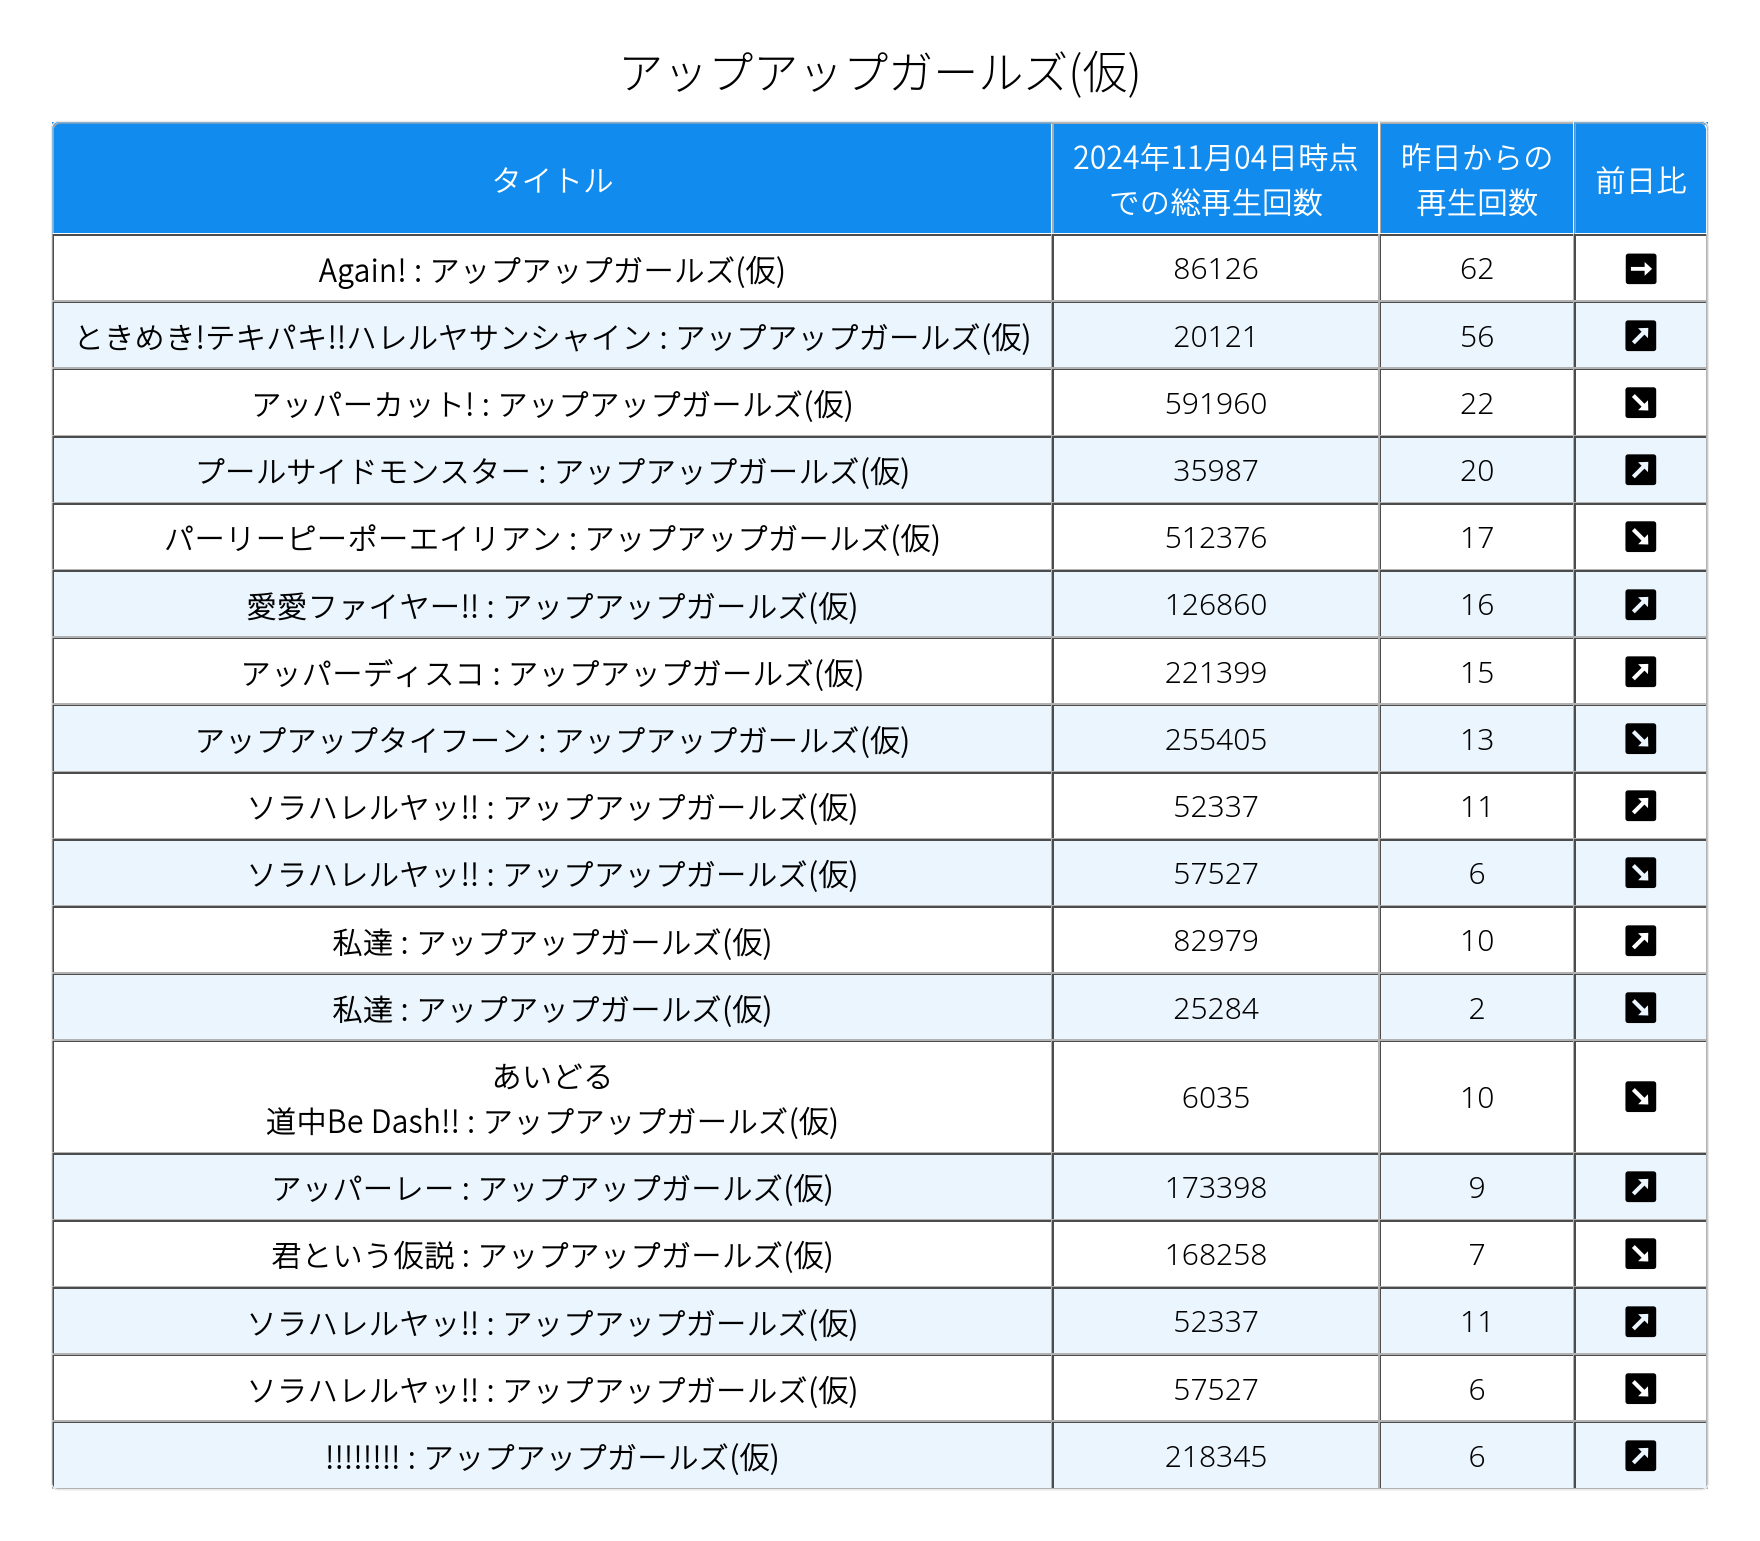 アップアップガールズ(仮)
タイトル 2024年11月04日時点 昨日からの 前日比
での総再生回数 再生回数
Again! : アップアップガールズ(仮) 86126 62
ときめき!テキパキ!!ハレルヤサンシャイン : アップアップガールズ(仮) 20121 56
アッパーカット! : アップアップガールズ(仮) 591960 22
プールサイドモンスター : アップアップガールズ(仮) 35987 20
パーリーピーポーエイリアン : アップアップガールズ(仮) 512376 17
愛愛ファイヤー!! : アップアップガールズ(仮) 126860 16
アッパーディスコ : アップアップガールズ(仮) 221399 15
アップアップタイフーン : アップアップガールズ(仮) 255405 13
ソラハレルヤッ!! : アップアップガールズ(仮) 52337 11
ソラハレルヤッ!! : アップアップガールズ(仮) 57527 6
私達 : アップアップガールズ(仮) 82979 10
私達 : アップアップガールズ(仮) 25284 2
あいどる
道中Be Dash!! : アップアップガールズ(仮) 6035 10
アッパーレー : アップアップガールズ(仮) 173398 9
君という仮説 : アップアップガールズ(仮) 168258 7
ソラハレルヤッ!! : アップアップガールズ(仮) 52337 11
ソラハレルヤッ!! : アップアップガールズ(仮) 57527 6
!!!!!!!! : アップアップガールズ(仮) 218345 6